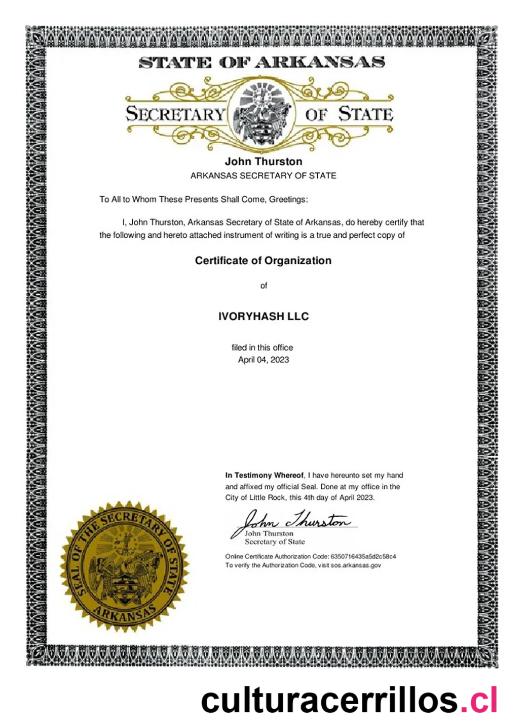 STATE OF ARKANSAS
SECRETARY OF STATE
John Thurston
ARKANSAS SECRETARY OF STATE
To All to Whom These Presents Shall Come, Greetings:
I, John Thurston, Arkansas Secretary of State of Arkansas, do hereby certify that
the following and hereto attached instrument of writing is a true and perfect copy of
Certificate of Organization
of
IVORYHASH LLC
filed in this office
April 04, 2023
In Testimony Whereof, I have hereunto set my hand
and affixed my official Seal. Done at my office in the
City of Little Rock, this 4th day of April 2023.
John Thurston
John Thurston
Secretary of State
Online Certificate Authorization Code: 6350716435a5d2c58c4
To verify the Authorization Code, visit sos.arkansas.gov
SEAL OF THE SECRETARY OF STATE
ARKANSAS
culturacerrillos.cl